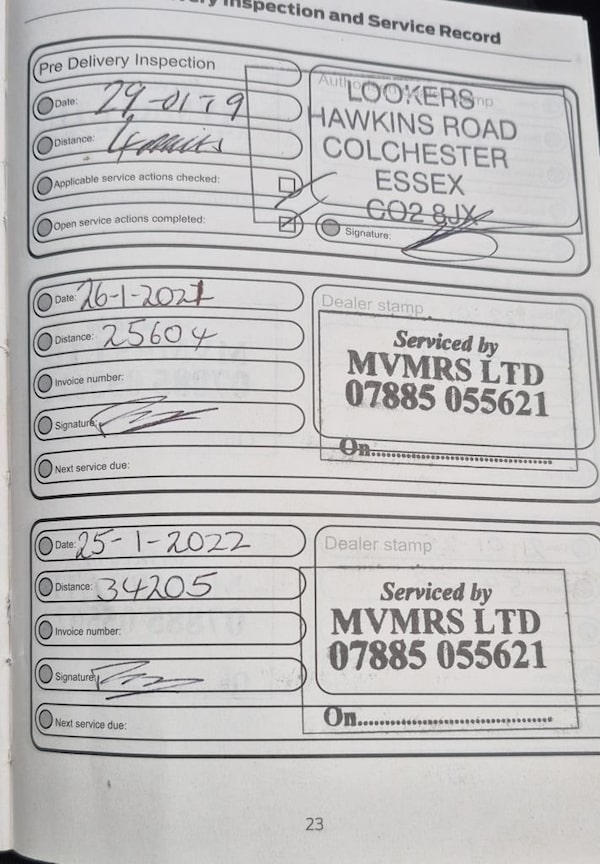 ry Inspection and Service Record
Pre Delivery Inspection
Date: 29-01-19
Distance: 4 miles
Applicable service actions checked:
Open service actions completed:
LOOKERS
HAWKINS ROAD
COLCHESTER
ESSEX
CO2 8JX
Signature:
Date: 26-1-2021
Distance: 25604
Invoice number:
Signature:
Next service due:
Dealer stamp
Serviced by
MVMRS LTD
07885 055621
On
Date: 25-1-2022
Distance: 34205
Invoice number:
Signature
Next service due:
Dealer stamp
Serviced by
MVMRS LTD
07885 055621
On
23